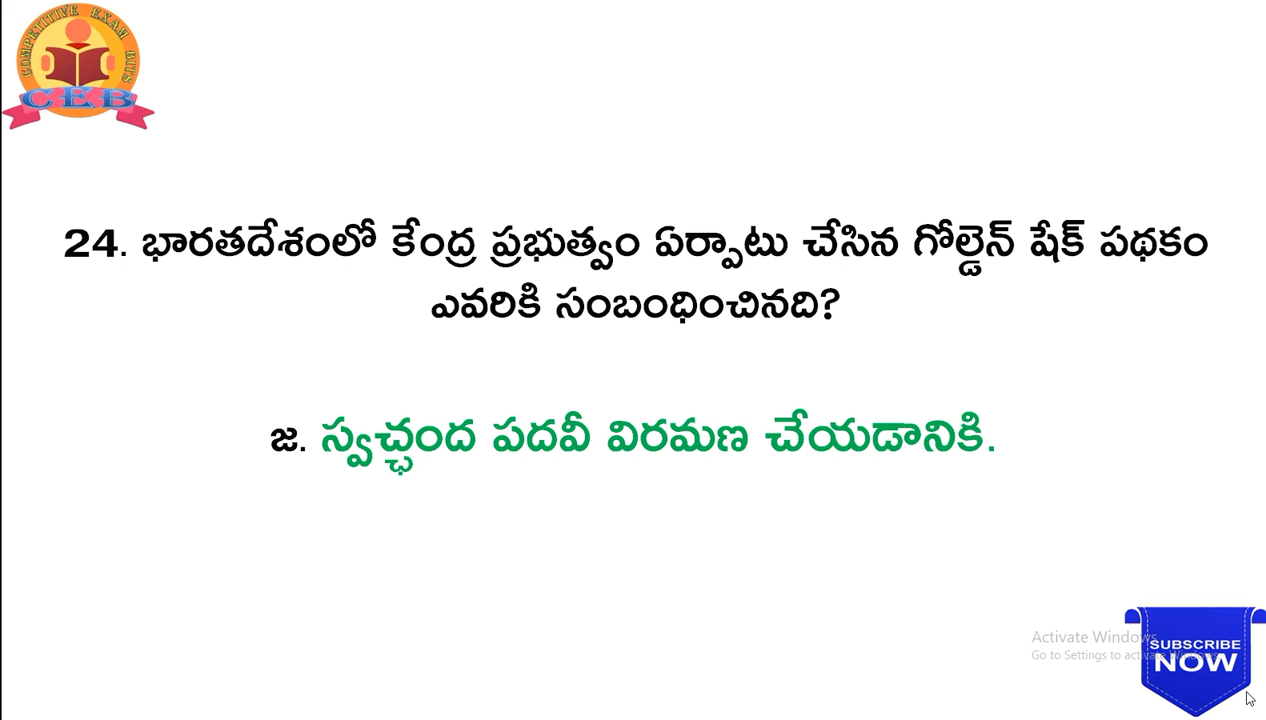 COMPETITIVE EXAM BITS
CEB
24. భారతదేశంలో కేంద్ర ప్రభుత్వం ఏర్పాటు చేసిన గోల్డెన్ షేక్ పథకం
ఎవరికి సంబంధించినది?
జ. స్వచ్ఛంద పదవీ విరమణ చేయడానికి.
Activate Windows
Go to Settings to activate Windows
SUBSCRIBE
NOW